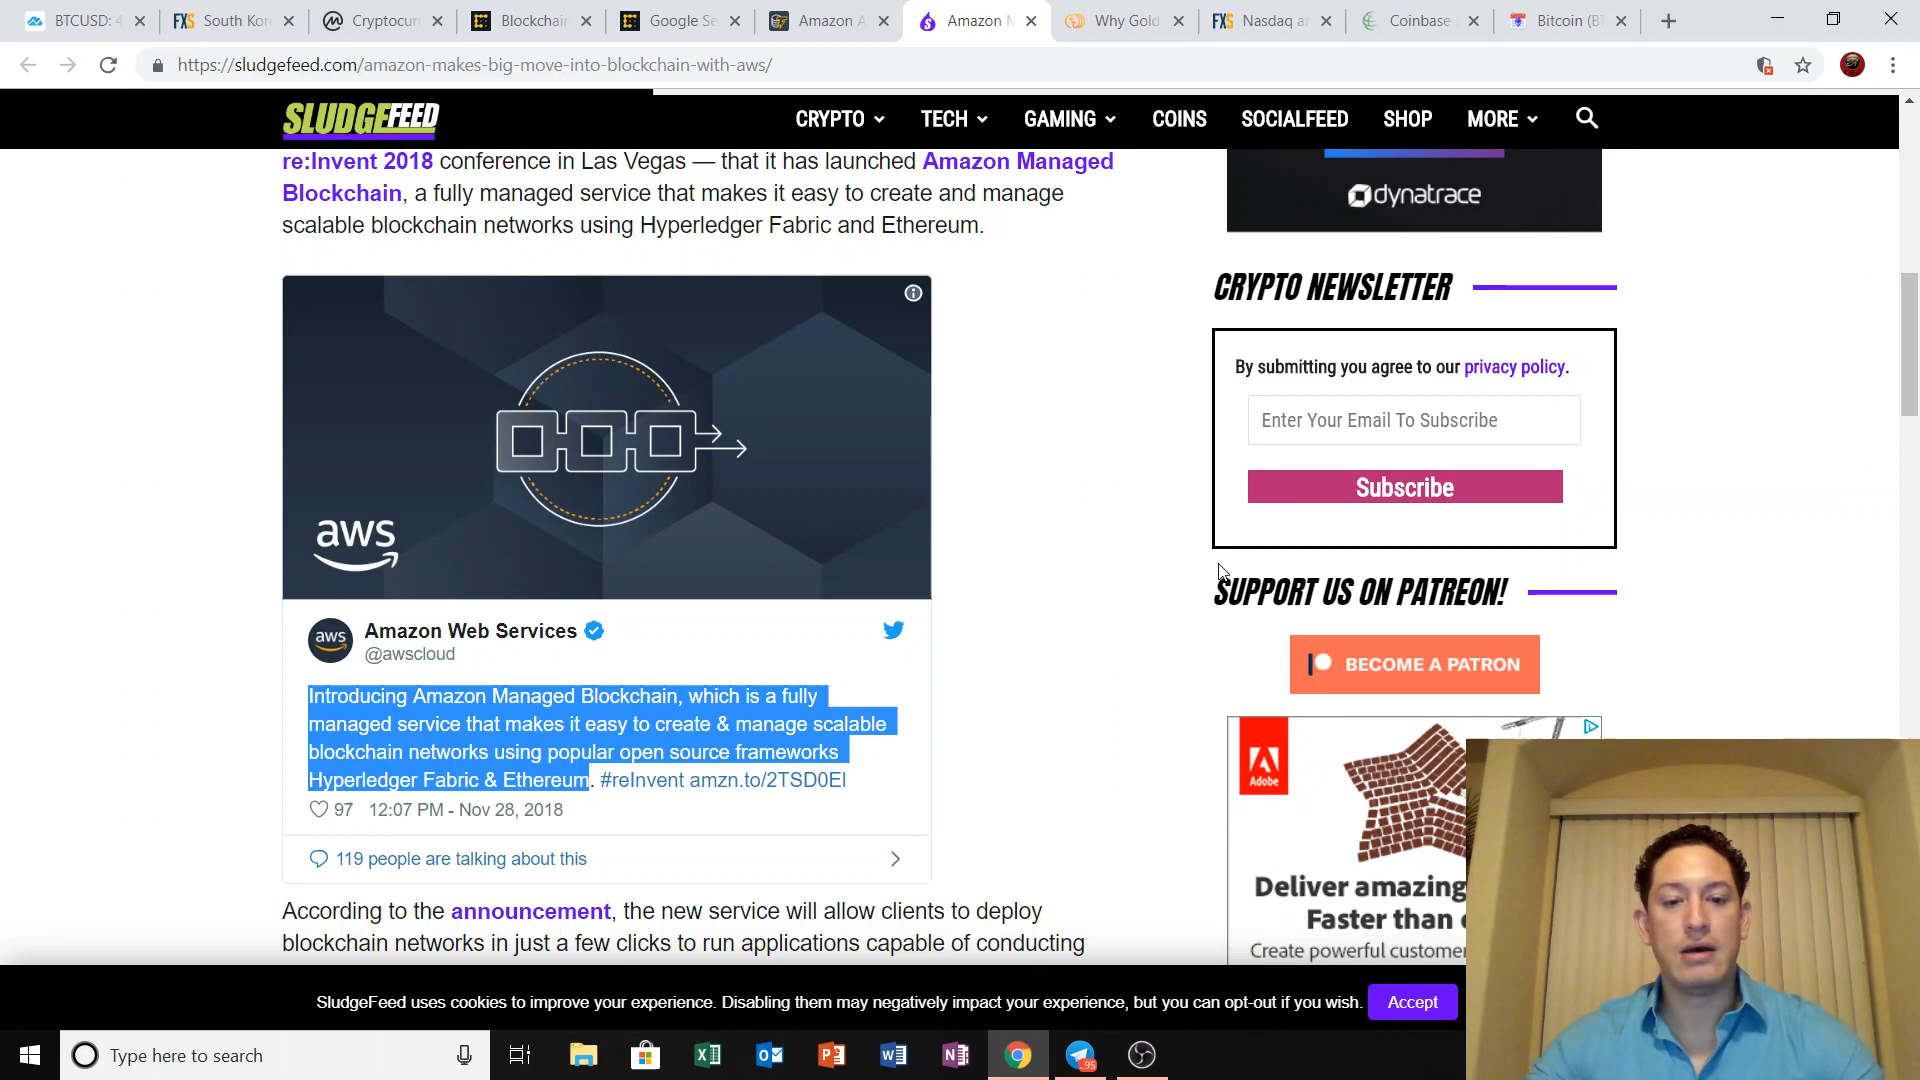 BTCUSD: 4
South Kor
Cryptocur
Blockchain
Google Se
Amazon A
Amazon M
Why Gold
Nasdaq an
Coinbase
Bitcoin (BT
https://sludgefeed.com/amazon-makes-big-move-into-blockchain-with-aws/
SLUDGEFEED
CRYPTO TECH GAMING COINS SOCIALFEED SHOP MORE
re:Invent 2018 conference in Las Vegas — that it has launched Amazon Managed
Blockchain, a fully managed service that makes it easy to create and manage
scalable blockchain networks using Hyperledger Fabric and Ethereum.
dynatrace
CRYPTO NEWSLETTER
By submitting you agree to our privacy policy.
Enter Your Email To Subscribe
Subscribe
SUPPORT US ON PATREON!
BECOME A PATRON
aws
aws
Amazon Web Services
@awscloud
Introducing Amazon Managed Blockchain, which is a fully
managed service that makes it easy to create & manage scalable
blockchain networks using popular open source frameworks
Hyperledger Fabric & Ethereum. #reInvent amzn.to/2TSD0El
97 12:07 PM - Nov 28, 2018
119 people are talking about this
Adobe
Deliver amazing
Faster than
Create powerful customer
According to the announcement, the new service will allow clients to deploy
blockchain networks in just a few clicks to run applications capable of conducting
SludgeFeed uses cookies to improve your experience. Disabling them may negatively impact your experience, but you can opt-out if you wish.
Accept
Type here to search
95